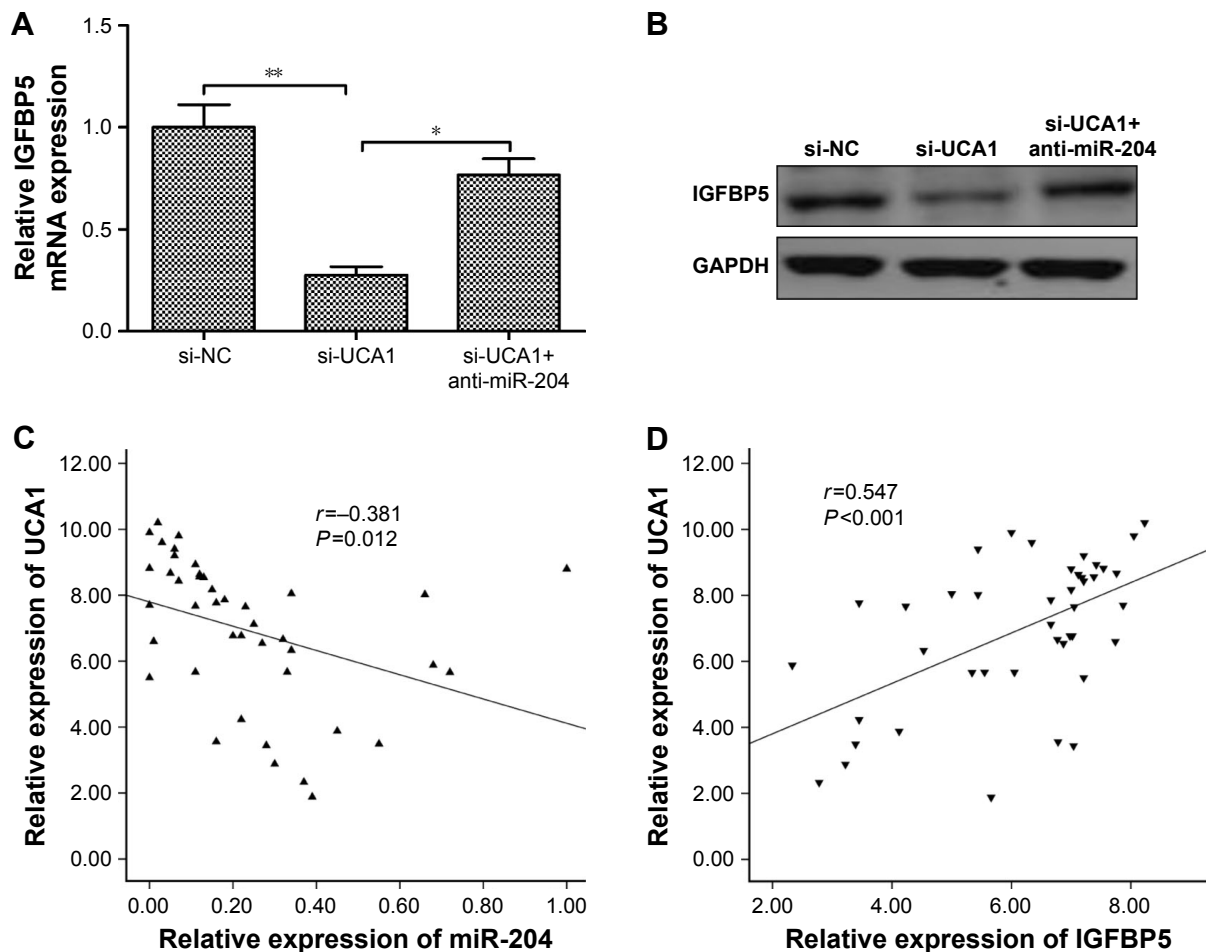 A
Relative IGFBP5
mRNA expression
1.5
1.0
0.5
0.0
**
*
si-NC
si-UCA1
si-UCA1+
anti-miR-204
B
si-NC
si-UCA1
si-UCA1+
anti-miR-204
IGFBP5
GAPDH
C
Relative expression of UCA1
12.00
10.00
8.00
6.00
4.00
2.00
0.00
r=–0.381
P=0.012
0.00 0.20 0.40 0.60 0.80 1.00
Relative expression of miR-204
D
Relative expression of UCA1
12.00
10.00
8.00
6.00
4.00
2.00
0.00
r=0.547
P<0.001
2.00 4.00 6.00 8.00
Relative expression of IGFBP5